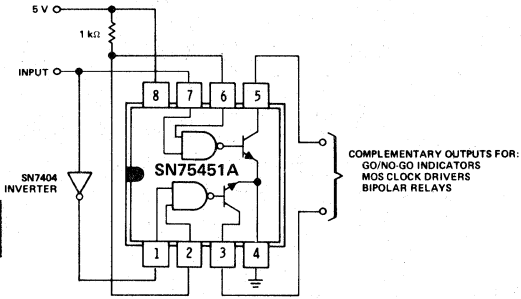 5 V
1 kΩ
INPUT
8 7 6 5
SN75451A
SN7404
INVERTER
1 2 3 4
COMPLEMENTARY OUTPUTS FOR:
GO/NO-GO INDICATORS
MOS CLOCK DRIVERS
BIPOLAR RELAYS